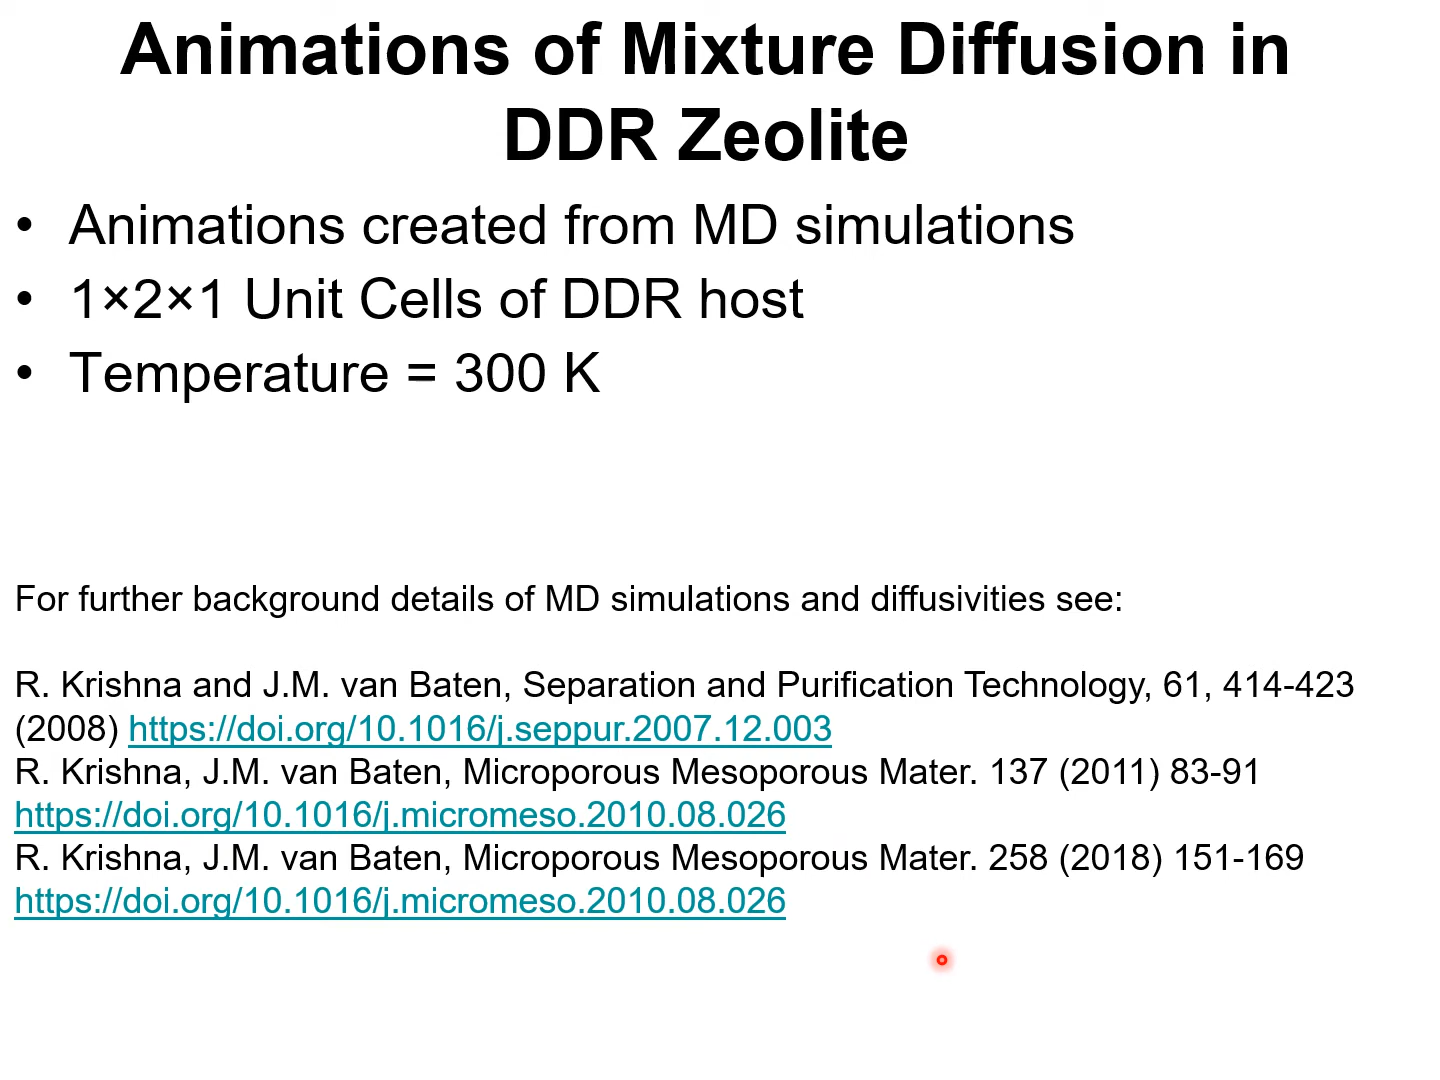 Animations of Mixture Diffusion in
DDR Zeolite
• Animations created from MD simulations
• 1×2×1 Unit Cells of DDR host
• Temperature = 300 K
For further background details of MD simulations and diffusivities see:
R. Krishna and J.M. van Baten, Separation and Purification Technology, 61, 414-423
(2008) https://doi.org/10.1016/j.seppur.2007.12.003
R. Krishna, J.M. van Baten, Microporous Mesoporous Mater. 137 (2011) 83-91
https://doi.org/10.1016/j.micromeso.2010.08.026
R. Krishna, J.M. van Baten, Microporous Mesoporous Mater. 258 (2018) 151-169
https://doi.org/10.1016/j.micromeso.2010.08.026